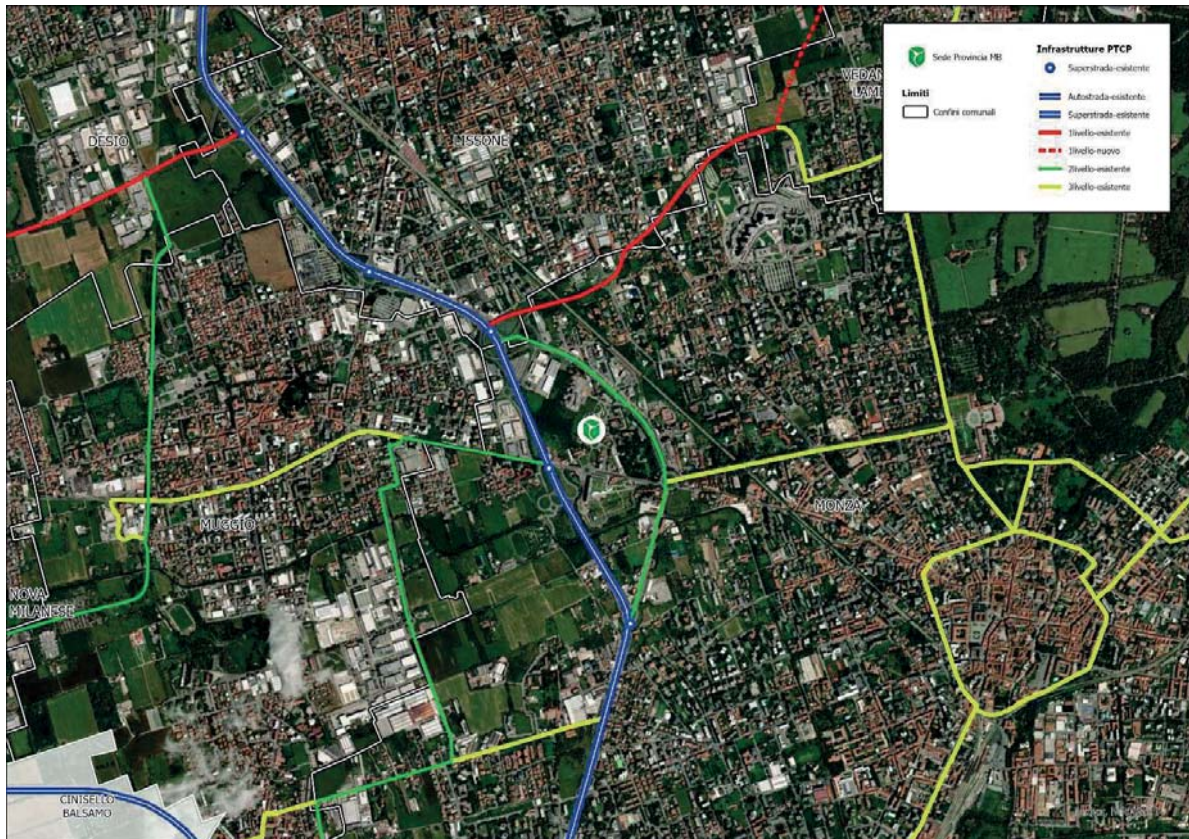 Sede Provincia MB
Limiti
Confini comunali
Infrastrutture PTCP
Superstrada-esistente
Autostrada-esistente
Superstrada-esistente
1livello-esistente
1livello-nuovo
2livello-esistente
3livello-esistente
DESIO
LISSONE
MUGGIO'
MONZA
NOVA
MILANESE
CINISELLO
BALSAMO